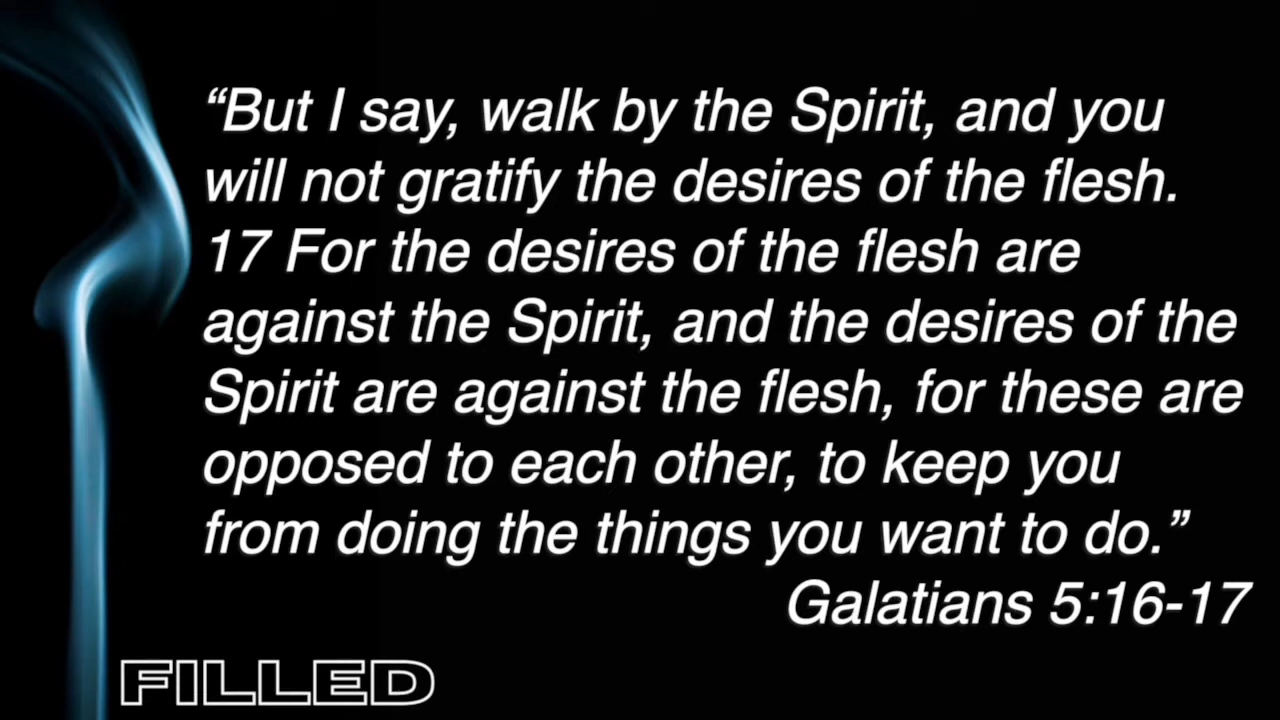 “But I say, walk by the Spirit, and you
will not gratify the desires of the flesh.
17 For the desires of the flesh are
against the Spirit, and the desires of the
Spirit are against the flesh, for these are
opposed to each other, to keep you
from doing the things you want to do.”
Galatians 5:16-17
FILLED